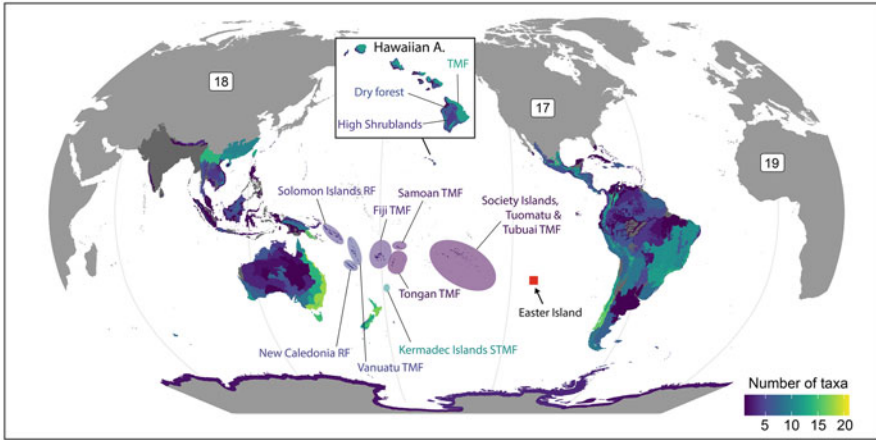 Hawaiian A.
TMF
Dry forest
High Shrublands
18
17
19
Solomon Islands RF
Samoan TMF
Fiji TMF
Society Islands,
Tuomatu &
Tubuai TMF
Tongan TMF
Easter Island
New Caledonia RF
Kermadec Islands STMF
Vanuatu TMF
Number of taxa
5 10 15 20